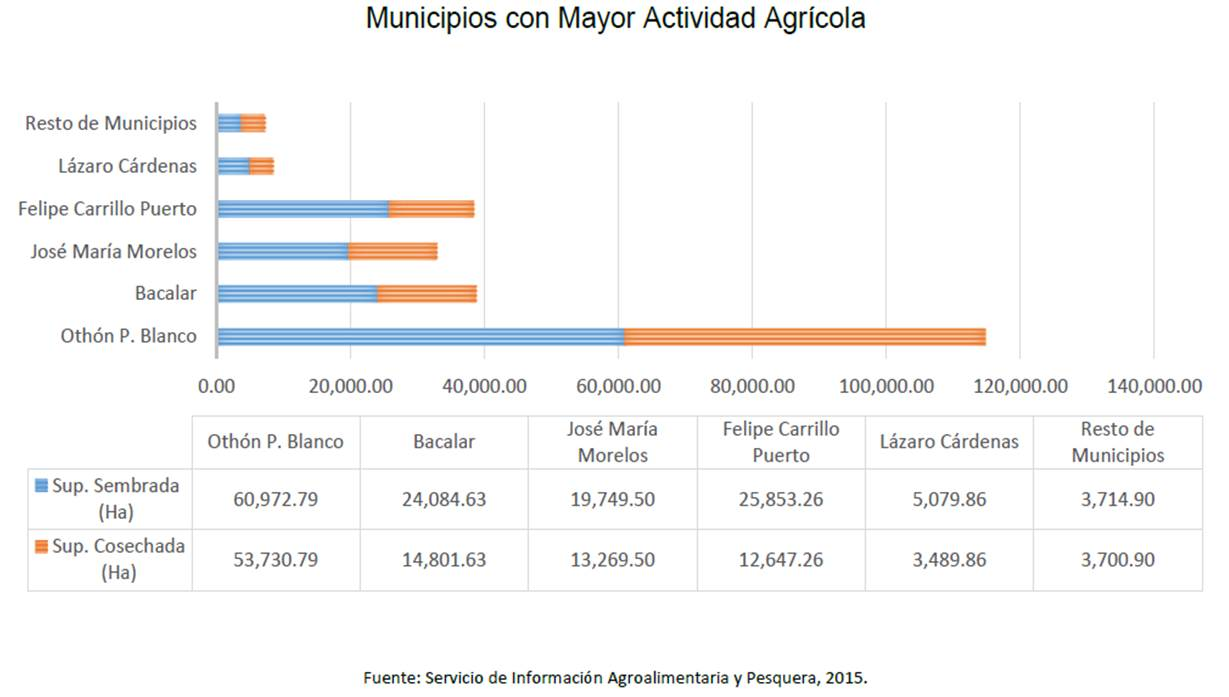 Municipios con Mayor Actividad Agrícola
Resto de Municipios
Lázaro Cárdenas
Felipe Carrillo Puerto
José María Morelos
Bacalar
Othón P. Blanco
0.00 20,000.00 40,000.00 60,000.00 80,000.00 100,000.00 120,000.00 140,000.00
Othón P. Blanco Bacalar José María Morelos Felipe Carrillo Puerto Lázaro Cárdenas Resto de Municipios
Sup. Sembrada (Ha) 60,972.79 24,084.63 19,749.50 25,853.26 5,079.86 3,714.90
Sup. Cosechada (Ha) 53,730.79 14,801.63 13,269.50 12,647.26 3,489.86 3,700.90
Fuente: Servicio de Información Agroalimentaria y Pesquera, 2015.